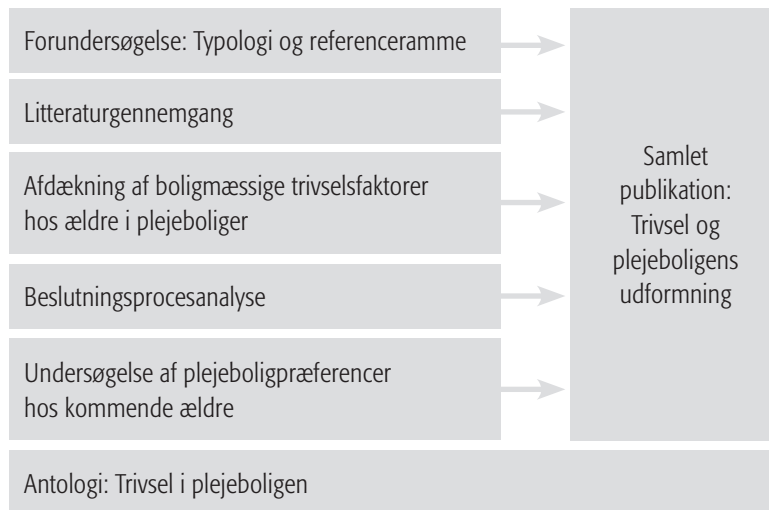 Forundersøgelse: Typologi og referenceramme
Litteraturgennemgang
Afdækning af boligmæssige trivselsfaktorer
hos ældre i plejeboliger
Beslutningsprocesanalyse
Undersøgelse af plejeboligpræferencer
hos kommende ældre
Samlet
publikation:
Trivsel og
plejeboligens
udformning
Antologi: Trivsel i plejeboligen